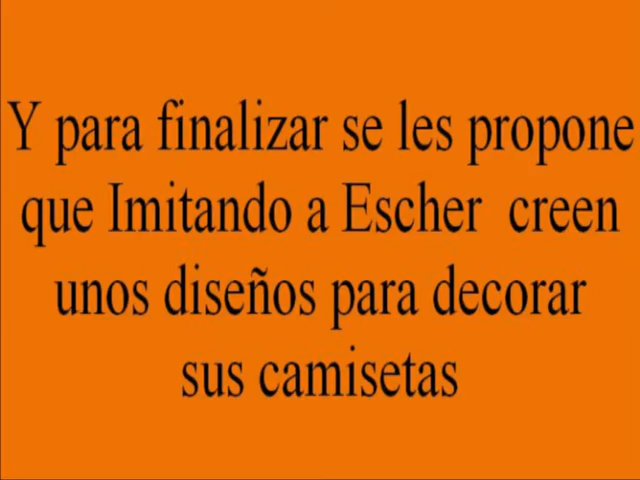 Y para finalizar se les propone
que Imitando a Escher creen
unos diseños para decorar
sus camisetas